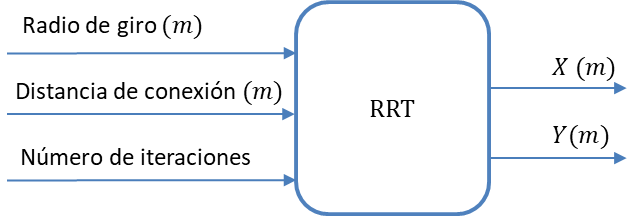 Radio de giro (m)
Distancia de conexión (m)
Número de iteraciones
RRT
X (m)
Y(m)